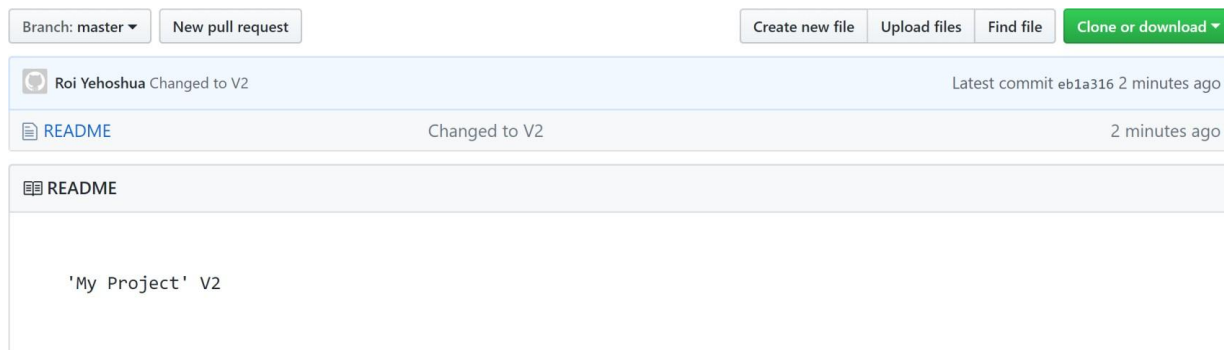 Branch: master New pull request Create new file Upload files Find file Clone or download
Roi Yehoshua Changed to V2 Latest commit eb1a316 2 minutes ago
README Changed to V2 2 minutes ago
README
'My Project' V2